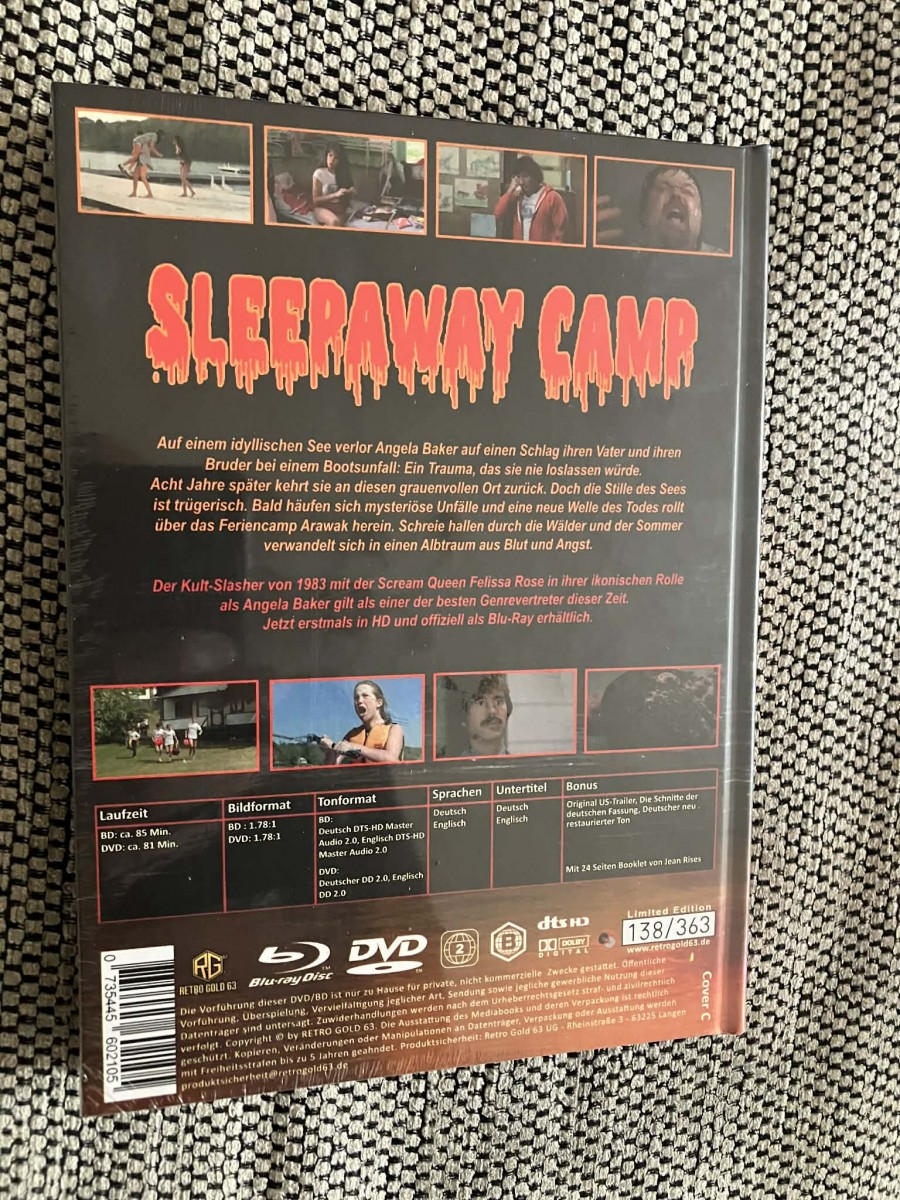 SLEEPAWAY CAMP
Auf einem idyllischen See verlor Angela Baker auf einen Schlag ihren Vater und ihren
Bruder bei einem Bootsunfall: Ein Trauma, das sie nie loslassen würde.
Acht Jahre später kehrt sie an diesen grauenvollen Ort zurück. Doch die Stille des Sees
ist trügerisch. Bald häufen sich mysteriöse Unfälle und eine neue Welle des Todes rollt
über das Feriencamp Arawak herein. Schreie hallen durch die Wälder und der Sommer
verwandelt sich in einen Albtraum aus Blut und Angst.
Der Kult-Slasher von 1983 mit der Scream Queen Felissa Rose in ihrer ikonischen Rolle
als Angela Baker gilt als einer der besten Genrevertreter dieser Zeit.
Jetzt erstmals in HD und offiziell als Blu-Ray erhältlich.
Laufzeit
BD: ca. 85 Min.
DVD: ca. 81 Min.
Bildformat
BD : 1.78:1
DVD: 1.78:1
Tonformat
BD:
Deutsch DTS-HD Master
Audio 2.0, Englisch DTS-HD
Master Audio 2.0
DVD:
Deutscher DD 2.0, Englisch
DD 2.0
Sprachen
Deutsch
Englisch
Untertitel
Deutsch
Englisch
Bonus
Original US-Trailer, Die Schnitte der
deutschen Fassung, Deutscher neu
restaurierter Ton
Mit 24 Seiten Booklet von Jean Rises
0 735445 602105
RG
RETRO GOLD 63
Blu-ray Disc™
DVD™
2
B
dts HD
DOLBY
DIGITAL
Limited Edition
138/363
www.retrogold63.de
Cover C
Die Vorführung dieser DVD/BD ist nur zu Hause für private, nicht kommerzielle Zwecke gestattet. Öffentliche
Vorführung, Überspielung, Vervielfältigung jeglicher Art, Sendung sowie jegliche gewerbliche Nutzung dieser
Datenträger sind untersagt. Zuwiderhandlungen werden nach dem Urheberrechtsgesetz straf- und zivilrechtlich
verfolgt. Copyright © by RETRO GOLD 63. Die Ausstattung des Mediabooks und deren Verpackung ist rechtlich
geschützt. Kopieren, Veränderungen oder Manipulationen an Datenträger, Verpackung oder Ausstattung werden
mit Freiheitsstrafen bis zu 5 Jahren geahndet. Produktsicherheit: Retro Gold 63 UG - Rheinstraße 3 - 63225 Langen
produktsicherheit@retrogold63.de